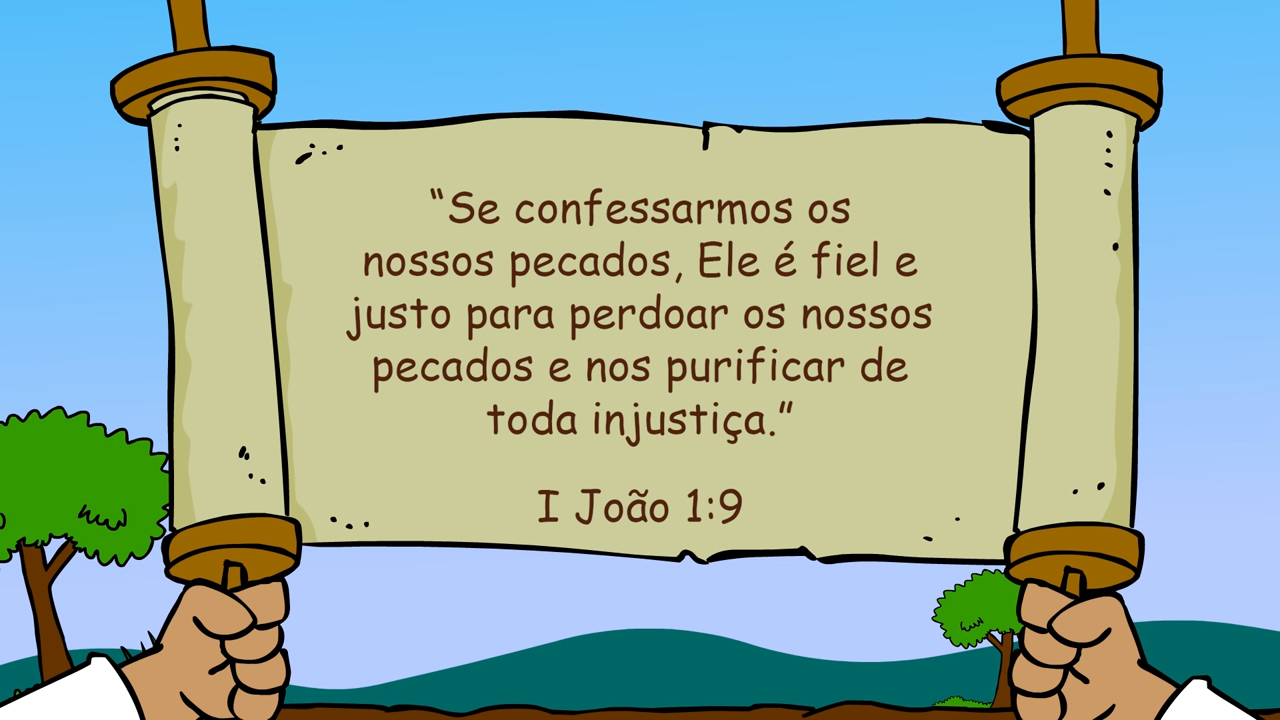 “Se confessarmos os
nossos pecados, Ele é fiel e
justo para perdoar os nossos
pecados e nos purificar de
toda injustiça.”
I João 1:9